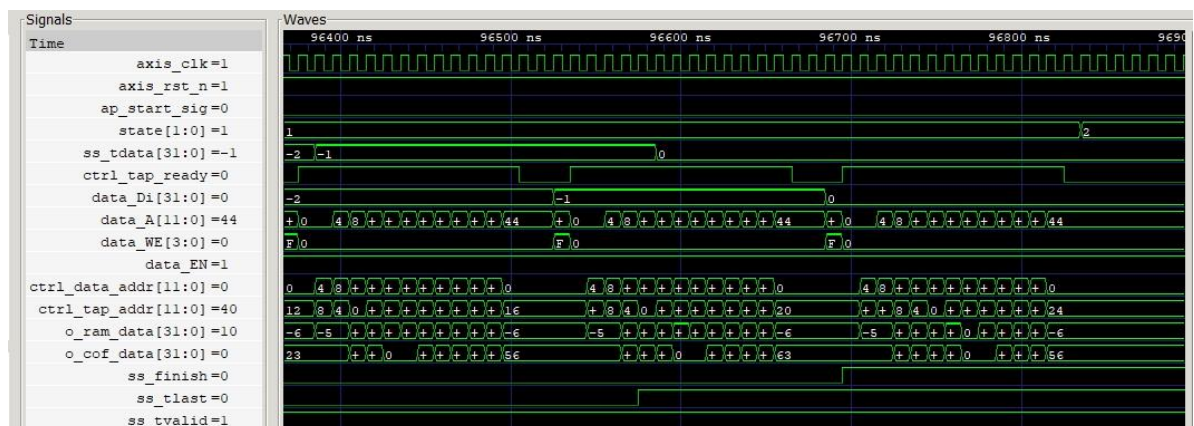 Signals
Waves
Time
96400 ns 96500 ns 96600 ns 96700 ns 96800 ns 9690
axis_clk=1
axis_rst_n=1
ap_start_sig=0
state[1:0]=1 1 2
ss_tdata[31:0]=-1 -2 -1 0
ctrl_tap_ready=0
data_Di[31:0]=0 -2 -1 0
data_A[11:0]=44 + 0 4 8 + + + + + + + + 44 + 0 4 8 + + + + + + + + 44 + 0 4 8 + + + + + + + + 44
data_WE[3:0]=0 F 0 F 0 F 0
data_EN=1
ctrl_data_addr[11:0]=0 0 4 8 + + + + + + + + 0 4 8 + + + + + + + + 0 4 8 + + + + + + + + 0
ctrl_tap_addr[11:0]=40 12 8 4 0 + + + + + + + + 16 + 8 4 0 + + + + + + + 20 + + 8 4 0 + + + + + + 24
o_ram_data[31:0]=10 -6 -5 + + + + + + + + + -6 -5 + + + + + + + + + -6 -5 + + + + 0 + + + + -6
o_cof_data[31:0]=0 23 + + 0 + + + + + 56 + + + 0 + + + + 63 + + + + 0 + + + 56
ss_finish=0
ss_tlast=0
ss_tvalid=1